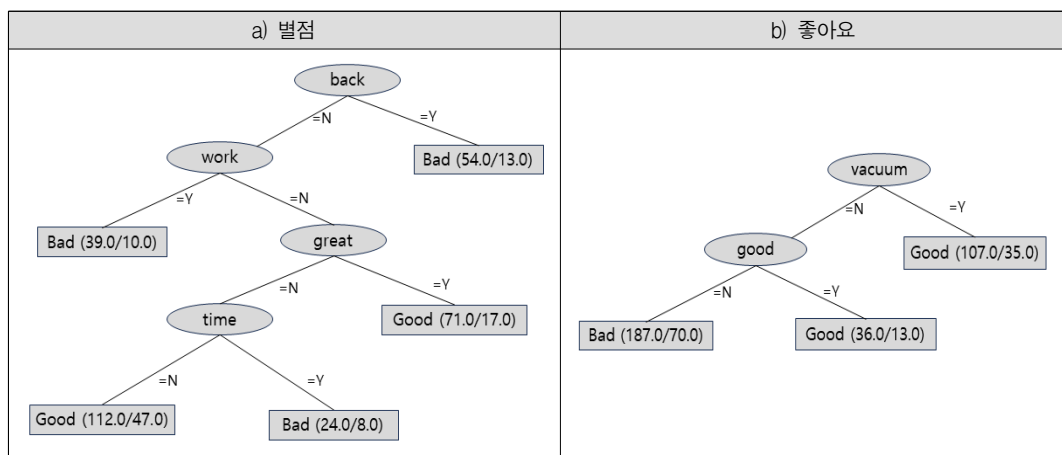 a) 별점
b) 좋아요
back
=N
=Y
work
Bad (54.0/13.0)
=Y
=N
Bad (39.0/10.0)
great
=N
=Y
time
Good (71.0/17.0)
=N
=Y
Good (112.0/47.0)
Bad (24.0/8.0)
vacuum
=N
=Y
good
Good (107.0/35.0)
=N
=Y
Bad (187.0/70.0)
Good (36.0/13.0)